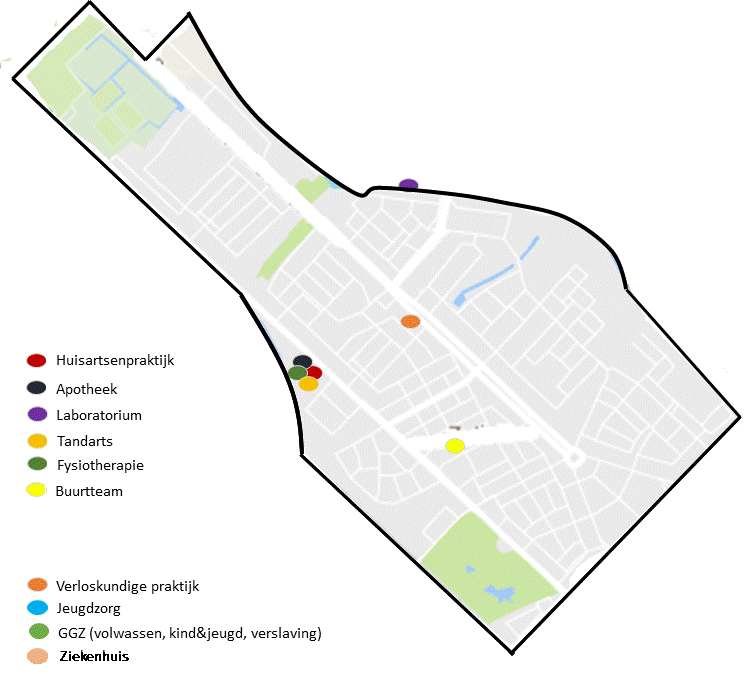 Huisartsenpraktijk
Apotheek
Laboratorium
Tandarts
Fysiotherapie
Buurtteam
Verloskundige praktijk
Jeugdzorg
GGZ (volwassen, kind&jeugd, verslaving)
Ziekenhuis